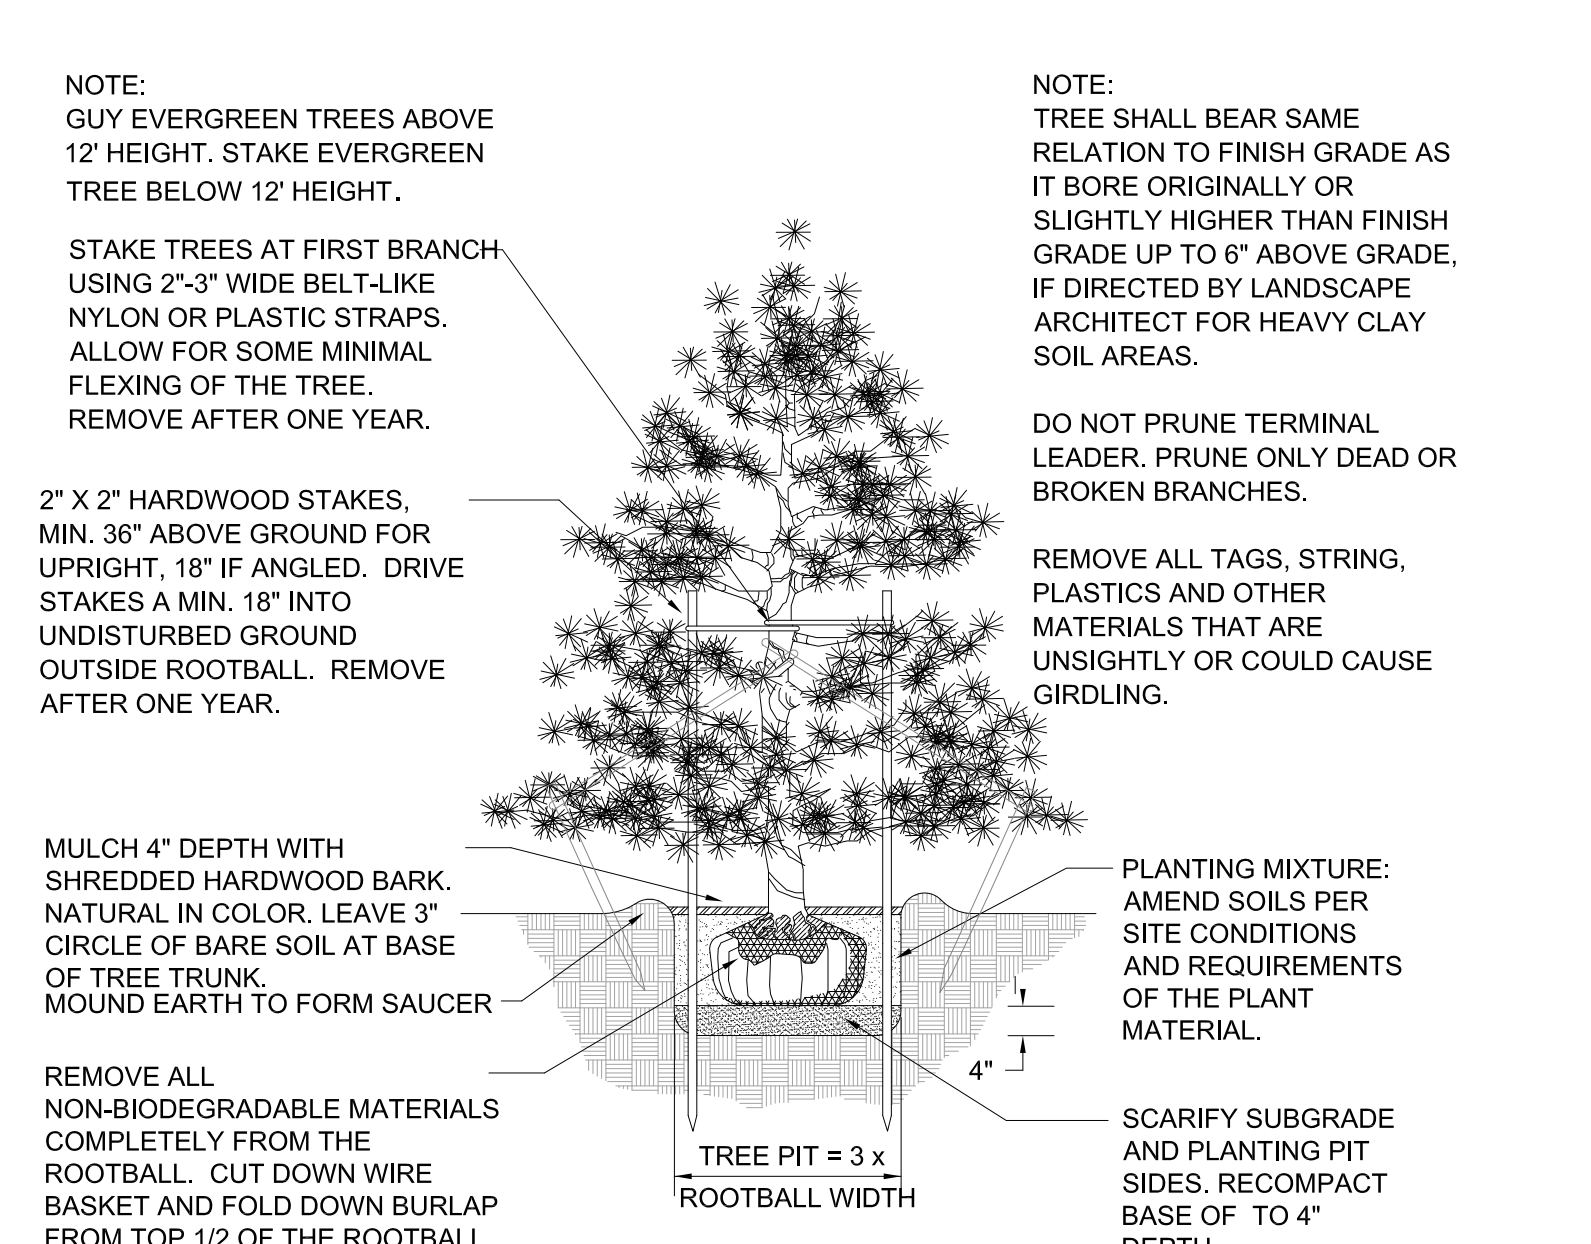 NOTE:
GUY EVERGREEN TREES ABOVE
12' HEIGHT. STAKE EVERGREEN
TREE BELOW 12' HEIGHT.
STAKE TREES AT FIRST BRANCH
USING 2"-3" WIDE BELT-LIKE
NYLON OR PLASTIC STRAPS.
ALLOW FOR SOME MINIMAL
FLEXING OF THE TREE.
REMOVE AFTER ONE YEAR.
2" X 2" HARDWOOD STAKES,
MIN. 36" ABOVE GROUND FOR
UPRIGHT, 18" IF ANGLED.  DRIVE
STAKES A MIN. 18" INTO
UNDISTURBED GROUND
OUTSIDE ROOTBALL.  REMOVE
AFTER ONE YEAR.
MULCH 4" DEPTH WITH
SHREDDED HARDWOOD BARK.
NATURAL IN COLOR. LEAVE 3"
CIRCLE OF BARE SOIL AT BASE
OF TREE TRUNK.
MOUND EARTH TO FORM SAUCER
REMOVE ALL
NON-BIODEGRADABLE MATERIALS
COMPLETELY FROM THE
ROOTBALL.  CUT DOWN WIRE
BASKET AND FOLD DOWN BURLAP
FROM TOP 1/2 OF THE ROOTBALL
TREE PIT = 3 x
ROOTBALL WIDTH
4"
NOTE:
TREE SHALL BEAR SAME
RELATION TO FINISH GRADE AS
IT BORE ORIGINALLY OR
SLIGHTLY HIGHER THAN FINISH
GRADE UP TO 6" ABOVE GRADE,
IF DIRECTED BY LANDSCAPE
ARCHITECT FOR HEAVY CLAY
SOIL AREAS.
DO NOT PRUNE TERMINAL
LEADER. PRUNE ONLY DEAD OR
BROKEN BRANCHES.
REMOVE ALL TAGS, STRING,
PLASTICS AND OTHER
MATERIALS THAT ARE
UNSIGHTLY OR COULD CAUSE
GIRDLING.
PLANTING MIXTURE:
AMEND SOILS PER
SITE CONDITIONS
AND REQUIREMENTS
OF THE PLANT
MATERIAL.
SCARIFY SUBGRADE
AND PLANTING PIT
SIDES. RECOMPACT
BASE OF  TO 4"
DEPTH